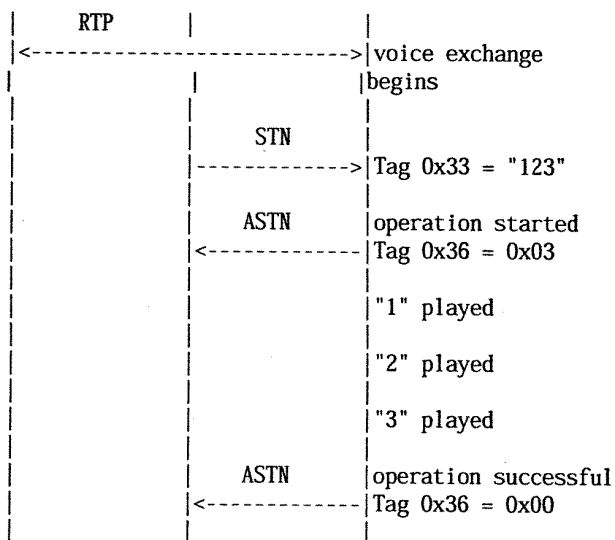 RTP
voice exchange
begins
STN
Tag 0x33 = "123"
ASTN operation started
Tag 0x36 = 0x03
"1" played
"2" played
"3" played
ASTN operation successful
Tag 0x36 = 0x00